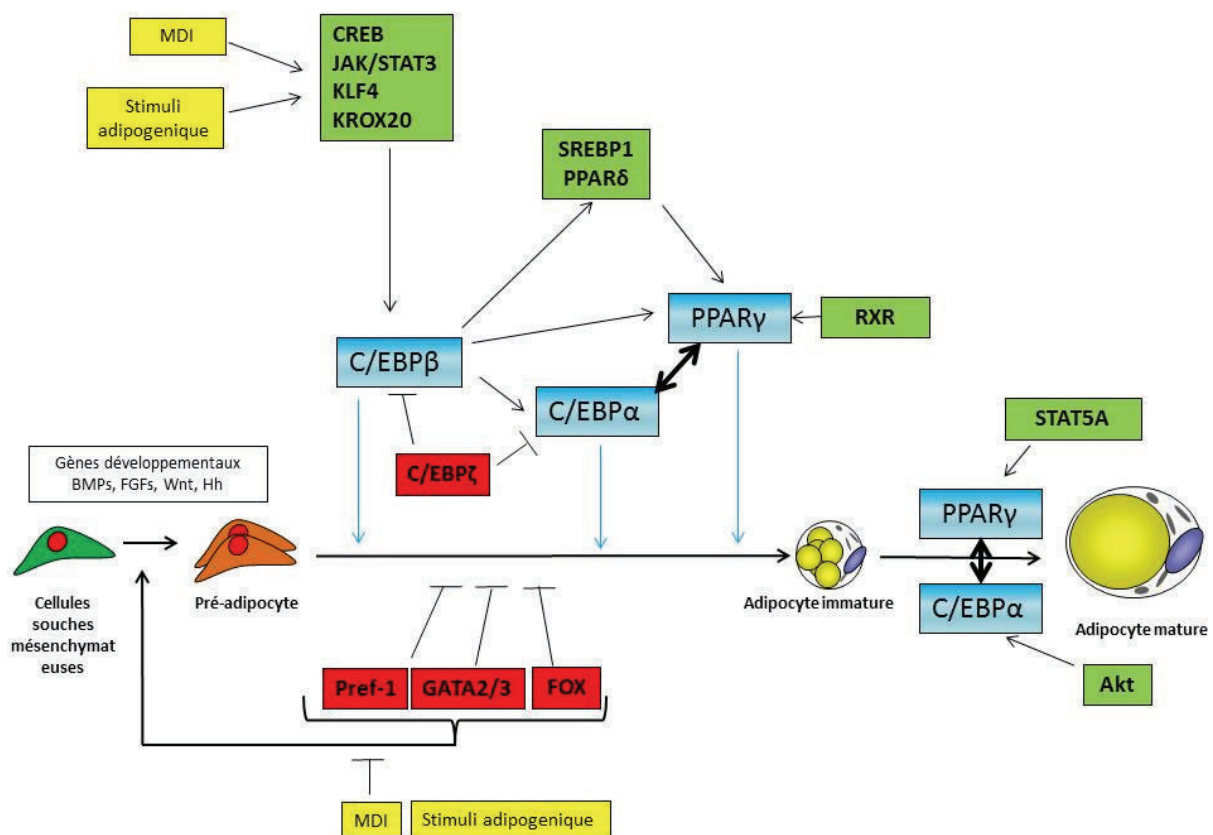 MDI
Stimuli
adipogenique
CREB
JAK/STAT3
KLF4
KROX20
SREBP1
PPARδ
PPARγ
RXR
C/EBPβ
C/EBPα
C/EBPζ
STAT5A
Gènes développementaux
BMPs, FGFs, Wnt, Hh
PPARγ
C/EBPα
Cellules
souches
mésenchymat
euses
Pré-adipocyte
Adipocyte immature
Adipocyte mature
Pref-1
GATA2/3
FOX
Akt
MDI
Stimuli adipogenique